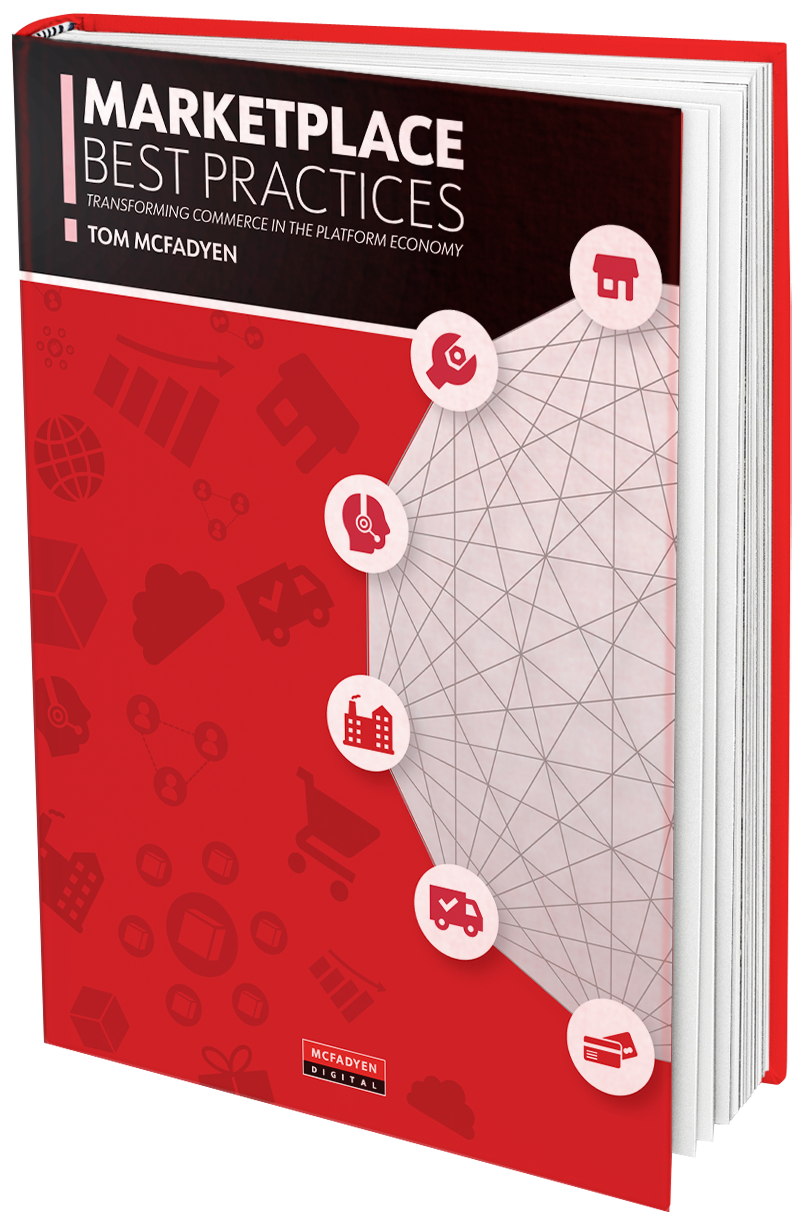 MARKETPLACE
BEST PRACTICES
TRANSFORMING COMMERCE IN THE PLATFORM ECONOMY
TOM MCFADYEN
MCFADYEN
DIGITAL